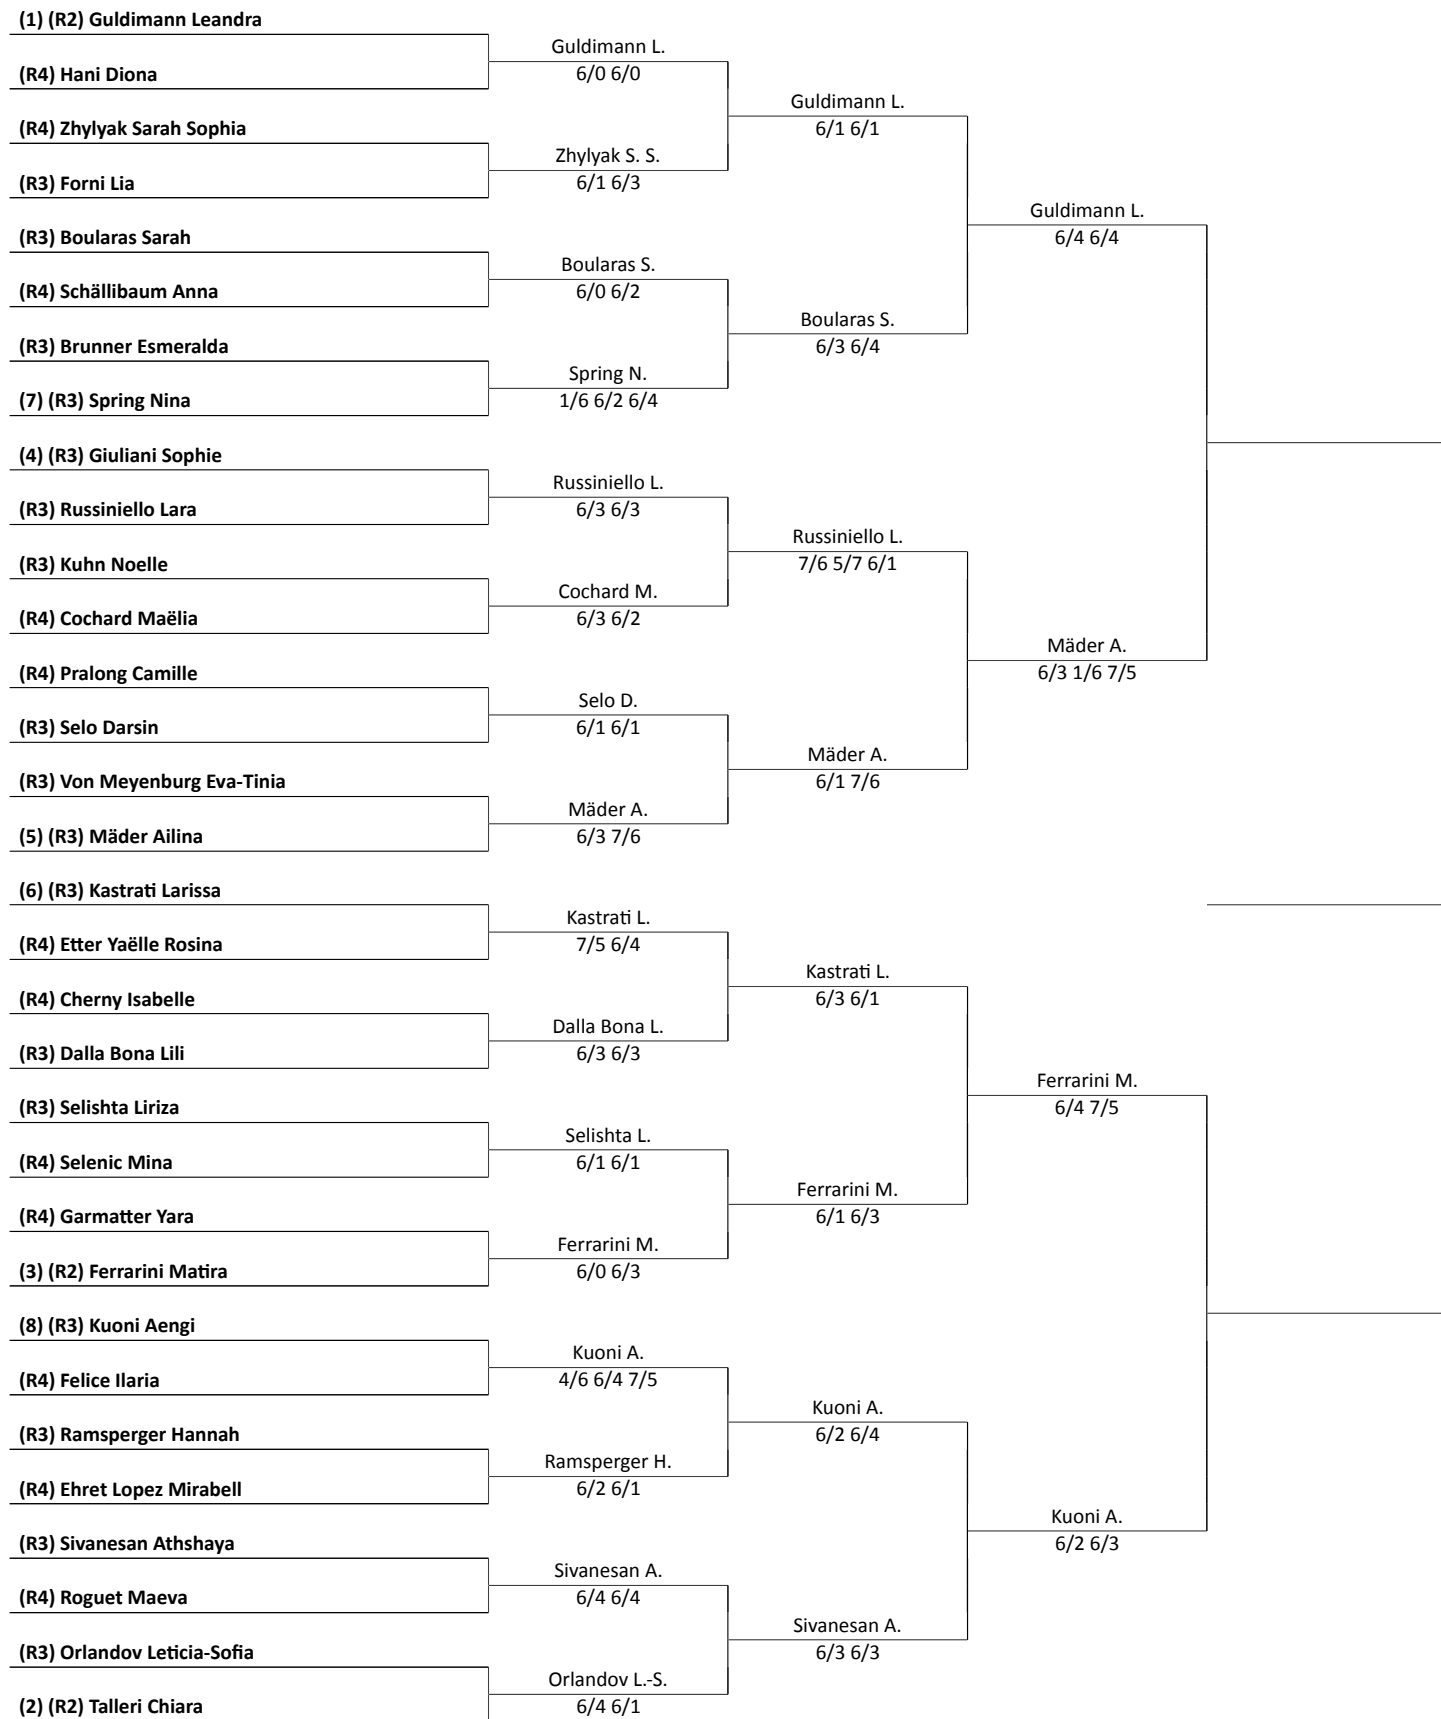 (1) (R2) Guldimann Leandra
Guldimann L.
(R4) Hani Diona
6/0 6/0
Guldimann L.
(R4) Zhylyak Sarah Sophia
6/1 6/1
Zhylyak S. S.
(R3) Forni Lia
6/1 6/3
Guldimann L.
(R3) Boularas Sarah
6/4 6/4
Boularas S.
(R4) Schällibaum Anna
6/0 6/2
Boularas S.
(R3) Brunner Esmeralda
6/3 6/4
Spring N.
(7) (R3) Spring Nina
1/6 6/2 6/4
(4) (R3) Giuliani Sophie
Russiniello L.
(R3) Russiniello Lara
6/3 6/3
Russiniello L.
(R3) Kuhn Noelle
7/6 5/7 6/1
Cochard M.
(R4) Cochard Maëlia
6/3 6/2
Mäder A.
(R4) Pralong Camille
6/3 1/6 7/5
Selo D.
(R3) Selo Darsin
6/1 6/1
Mäder A.
(R3) Von Meyenburg Eva-Tinia
6/1 7/6
Mäder A.
(5) (R3) Mäder Ailina
6/3 7/6
(6) (R3) Kastrati Larissa
Kastrati L.
(R4) Etter Yaëlle Rosina
7/5 6/4
Kastrati L.
(R4) Cherny Isabelle
6/3 6/1
Dalla Bona L.
(R3) Dalla Bona Lili
6/3 6/3
Ferrarini M.
(R3) Selishta Liriza
6/4 7/5
Selishta L.
(R4) Selenic Mina
6/1 6/1
Ferrarini M.
(R4) Garmatter Yara
6/1 6/3
Ferrarini M.
(3) (R2) Ferrarini Matira
6/0 6/3
(8) (R3) Kuoni Aengi
Kuoni A.
(R4) Felice Ilaria
4/6 6/4 7/5
Kuoni A.
(R3) Ramsperger Hannah
6/2 6/4
Ramsperger H.
(R4) Ehret Lopez Mirabell
6/2 6/1
Kuoni A.
(R3) Sivanesan Athshaya
6/2 6/3
Sivanesan A.
(R4) Roguet Maeva
6/4 6/4
Sivanesan A.
(R3) Orlandov Leticia-Sofia
6/3 6/3
Orlandov L.-S.
(2) (R2) Talleri Chiara
6/4 6/1